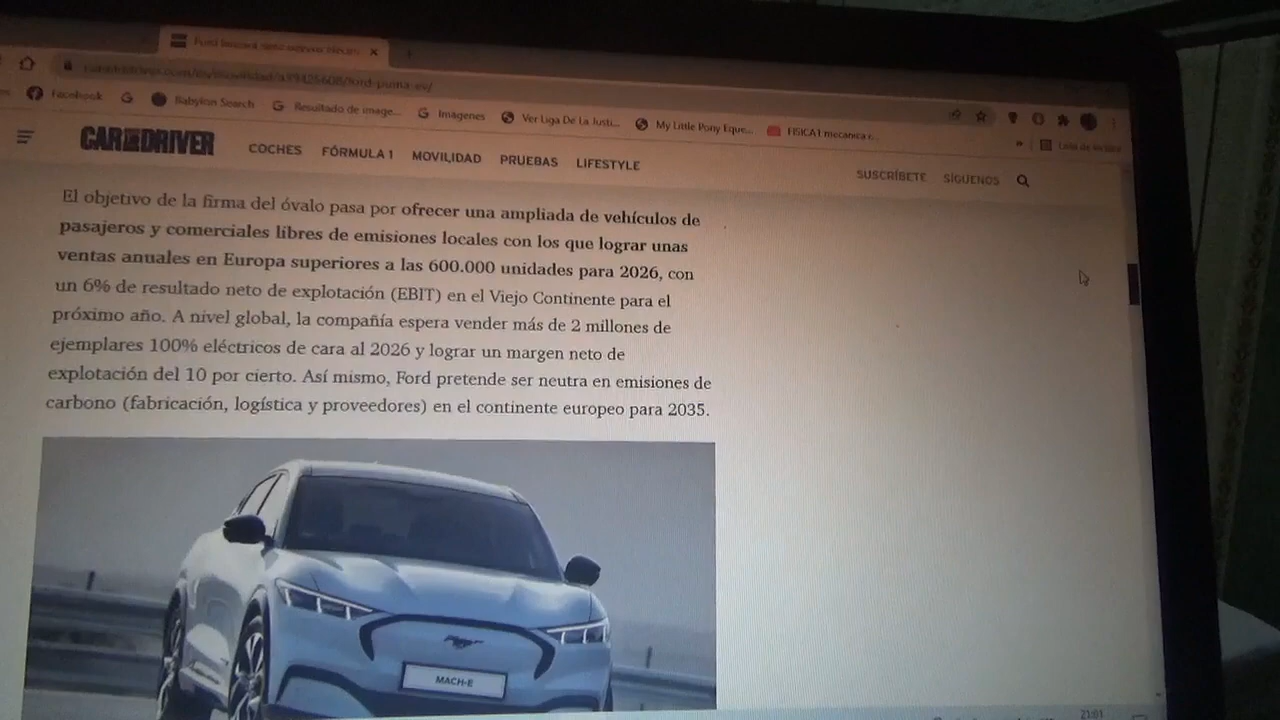 Facebook
Babylon Search
Resultado de image...
Imágenes
Ver Liga De La Justi...
My Little Pony Eque...
FISICA1 mecanica r...
»
CAR AND DRIVER
COCHES
FÓRMULA 1
MOVILIDAD
PRUEBAS
LIFESTYLE
SUSCRÍBETE
SÍGUENOS
El objetivo de la firma del óvalo pasa por ofrecer una ampliada de vehículos de
pasajeros y comerciales libres de emisiones locales con los que lograr unas
ventas anuales en Europa superiores a las 600.000 unidades para 2026, con
un 6% de resultado neto de explotación (EBIT) en el Viejo Continente para el
próximo año. A nivel global, la compañía espera vender más de 2 millones de
ejemplares 100% eléctricos de cara al 2026 y lograr un margen neto de
explotación del 10 por cierto. Así mismo, Ford pretende ser neutra en emisiones de
carbono (fabricación, logística y proveedores) en el continente europeo para 2035.
MACH-E
21:01